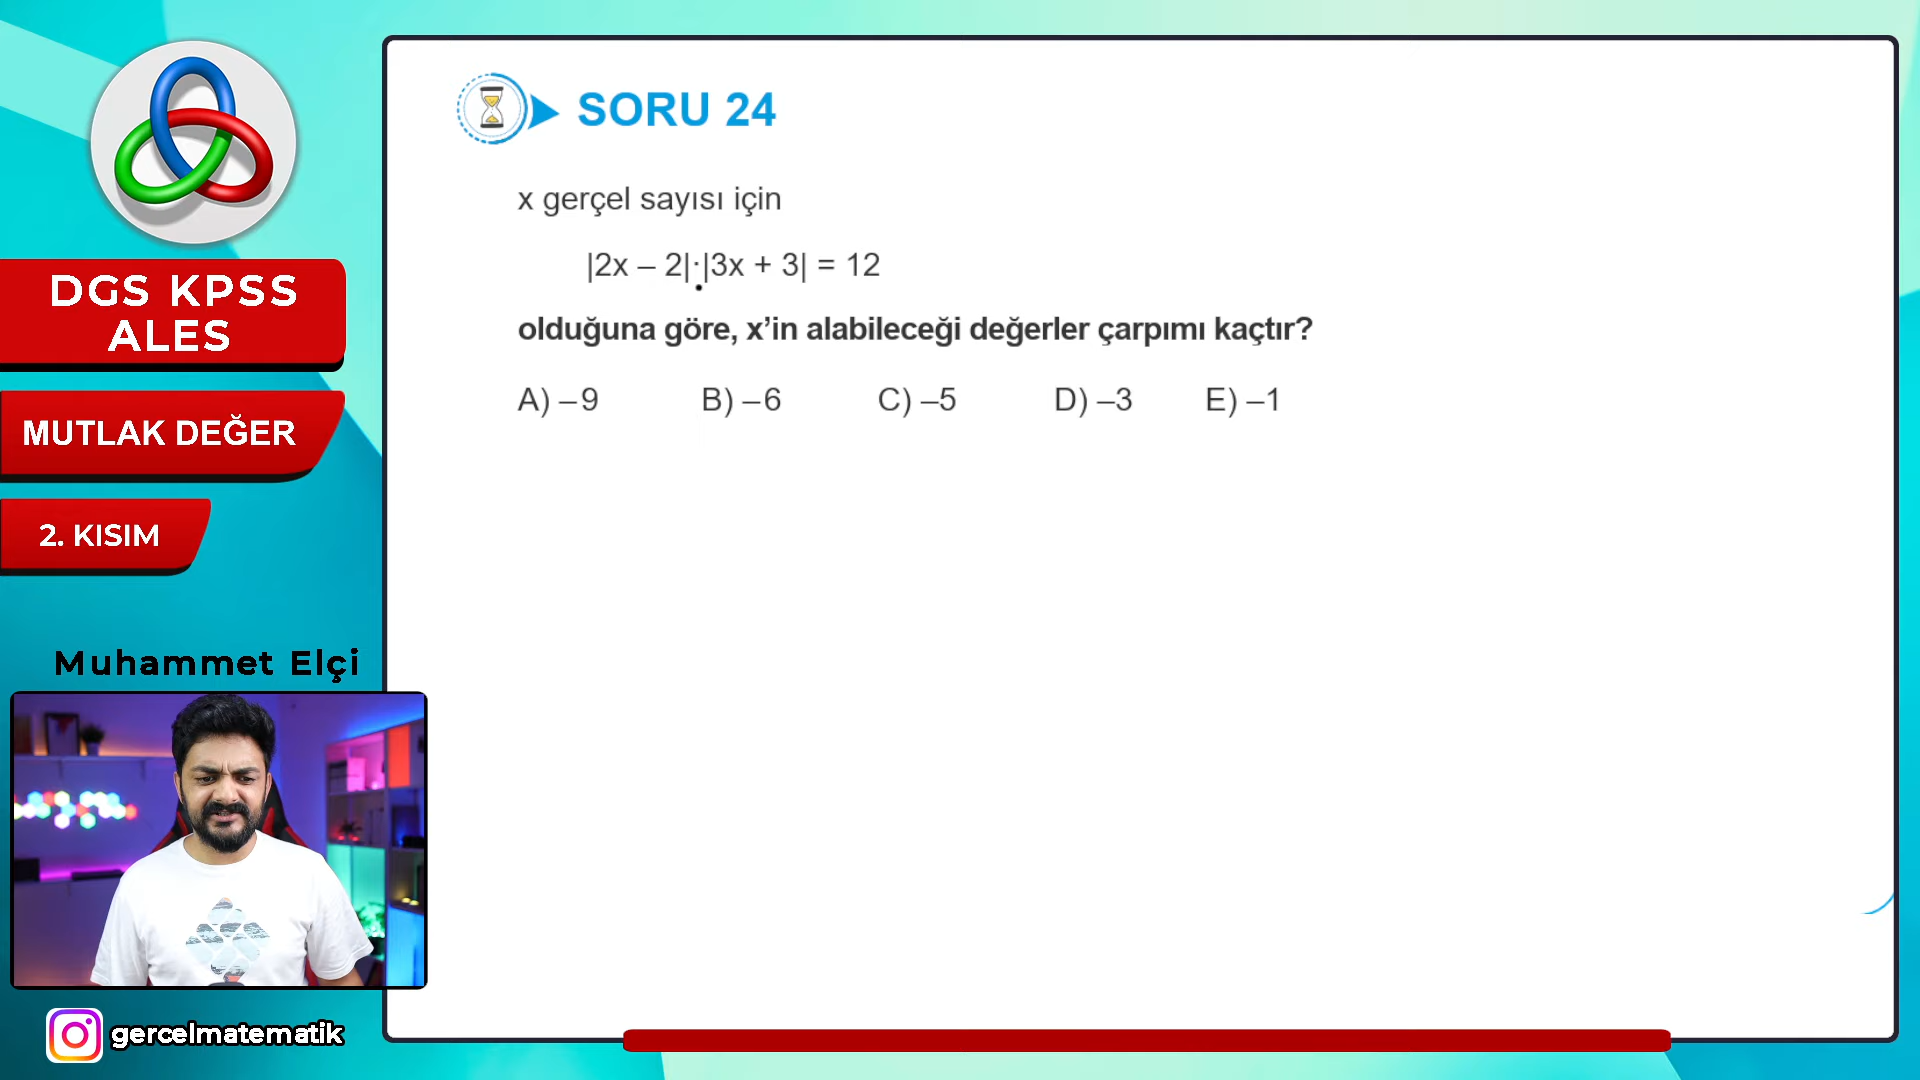 DGS KPSS
ALES
MUTLAK DEĞER
2. KISIM
Muhammet Elçi
gercelmatematik
SORU 24
x gerçel sayısı için
|2x – 2|·|3x + 3| = 12
olduğuna göre, x’in alabileceği değerler çarpımı kaçtır?
A) –9 B) –6 C) –5 D) –3 E) –1